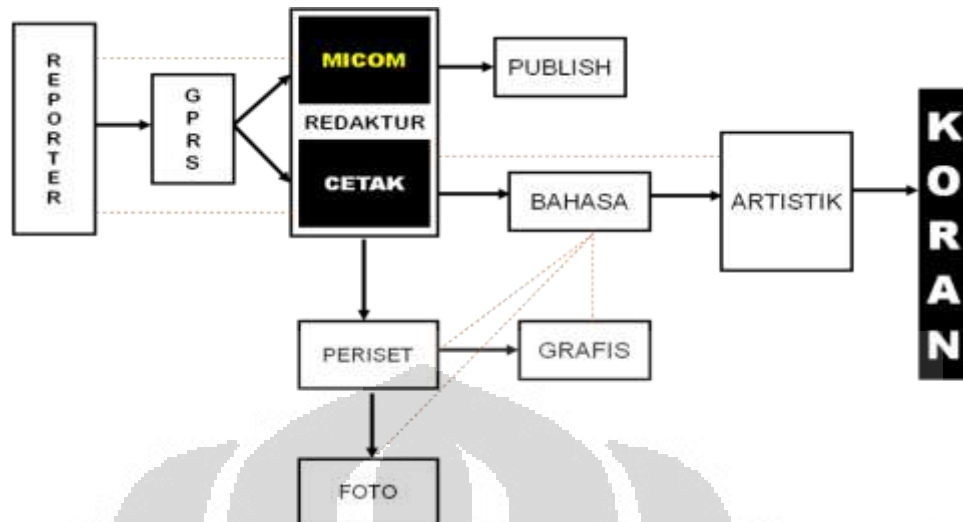 REPORTER
GPRS
MICOM
REDAKTUR
CETAK
PUBLISH
BAHASA
ARTISTIK
KORAN
PERISET
GRAFIS
FOTO